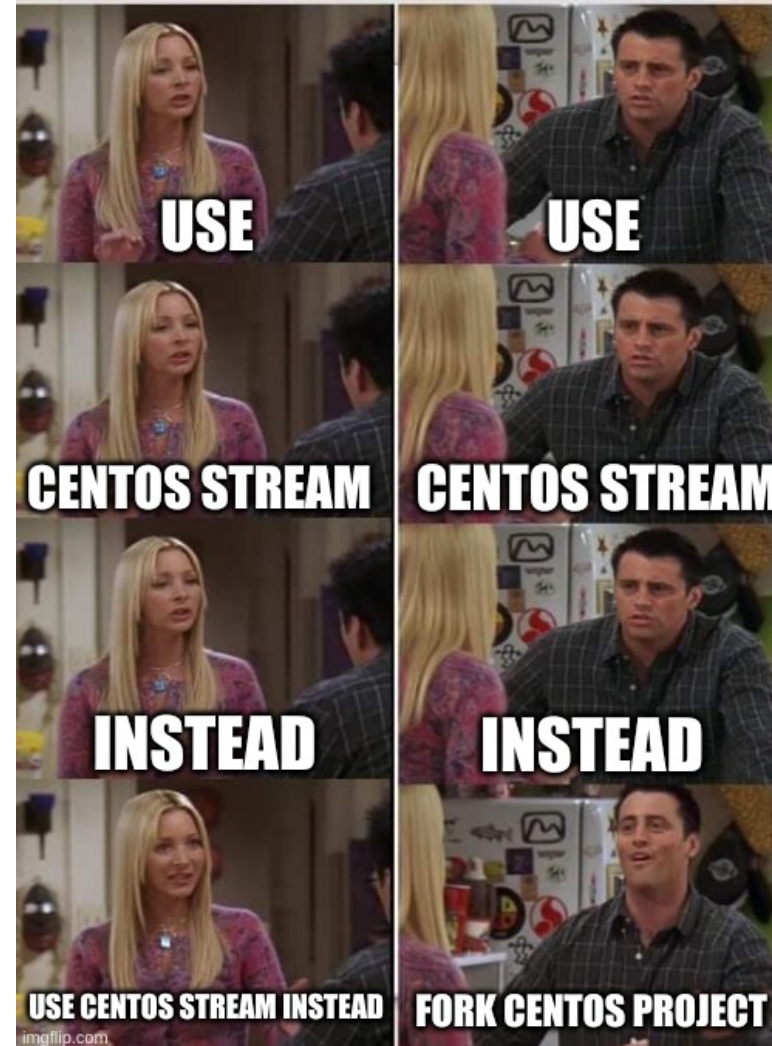 USE
USE
CENTOS STREAM
CENTOS STREAM
INSTEAD
INSTEAD
USE CENTOS STREAM INSTEAD
FORK CENTOS PROJECT
imgflip.com